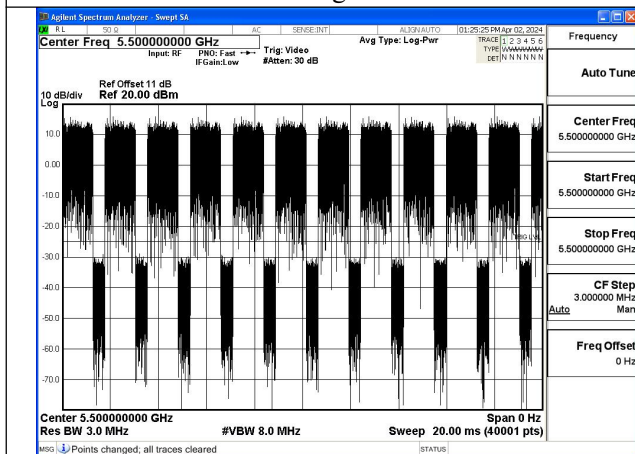 Agilent Spectrum Analyzer - Swept SA
RL 50 Ω AC SENSE:INT ALIGN AUTO 01:25:25 PM Apr 02, 2024
Center Freq 5.500000000 GHz
Input: RF PNO: Fast IFGain:Low
Trig: Video
#Atten: 30 dB
Avg Type: Log-Pwr
TRACE 1 2 3 4 5 6
TYPE
DET N N N N N N
Ref Offset 11 dB
10 dB/div Ref 20.00 dBm
Log
10.0
0.00
-10.0
-20.0
-30.0
-40.0
-50.0
-60.0
-70.0
Center 5.500000000 GHz Span 0 Hz
Res BW 3.0 MHz #VBW 8.0 MHz Sweep 20.00 ms (40001 pts)
MSG Points changed; all traces cleared STATUS
Frequency
Auto Tune
Center Freq
5.500000000 GHz
Start Freq
5.500000000 GHz
Stop Freq
5.500000000 GHz
CF Step
3.000000 MHz
Auto Man
Freq Offset
0 Hz